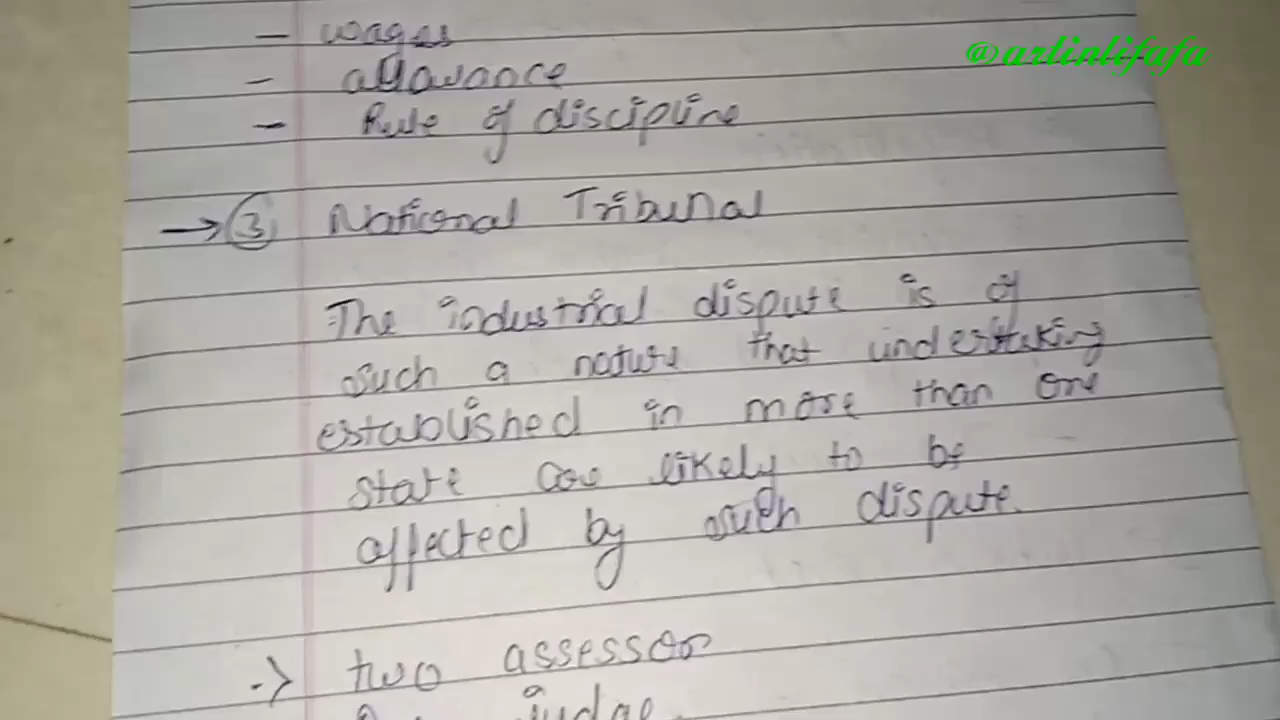 - wages
@artinlifafa
- allowance
- Rule of discipline
→ ③ National Tribunal
The industrial dispute is of
such a nature that undertaking
established in more than one
state are likely to be
affected by such dispute.
→ two assessor
judge